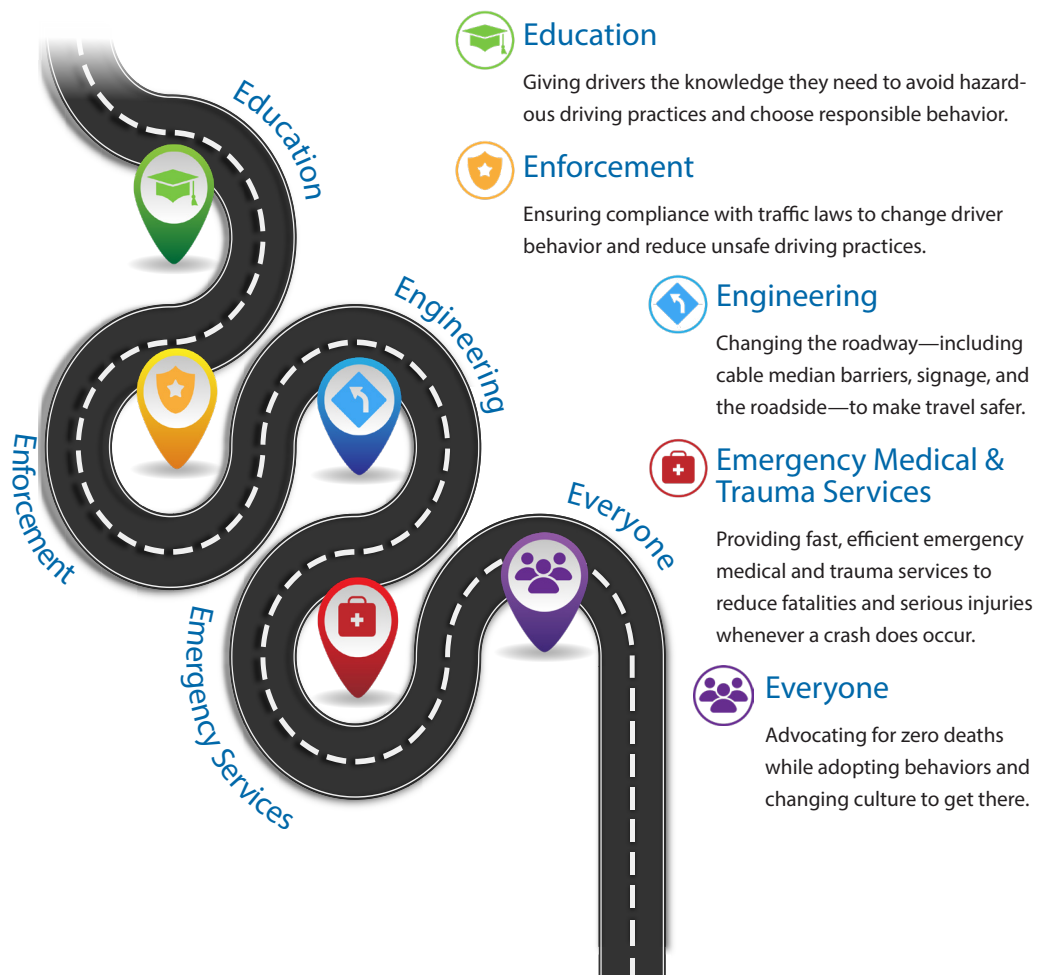 Education
Giving drivers the knowledge they need to avoid hazard-
ous driving practices and choose responsible behavior.
Enforcement
Ensuring compliance with traffic laws to change driver
behavior and reduce unsafe driving practices.
Engineering
Changing the roadway—including
cable median barriers, signage, and
the roadside—to make travel safer.
Emergency Medical &
Trauma Services
Providing fast, efficient emergency
medical and trauma services to
reduce fatalities and serious injuries
whenever a crash does occur.
Everyone
Advocating for zero deaths
while adopting behaviors and
changing culture to get there.
Education
Engineering
Enforcement
Everyone
Emergency Services